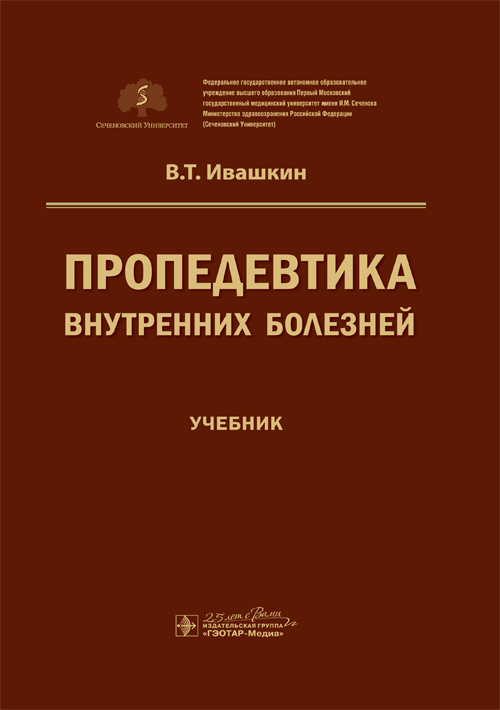 Сеченовский Университет
Федеральное государственное автономное образовательное
учреждение высшего образования Первый Московский
государственный медицинский университет имени И.М. Сеченова
Министерства здравоохранения Российской Федерации
(Сеченовский Университет)
В.Т. Ивашкин
ПРОПЕДЕВТИКА
ВНУТРЕННИХ БОЛЕЗНЕЙ
УЧЕБНИК
25 лет с Вами
ИЗДАТЕЛЬСКАЯ ГРУППА
«ГЭОТАР-Медиа»